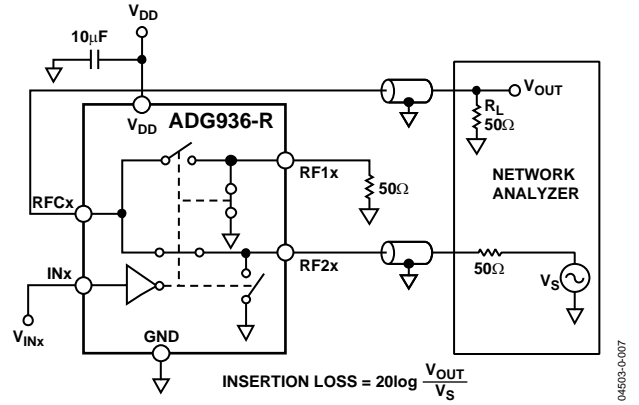 VDD
10µF
VDD
ADG936-R
VOUT
RL
50Ω
NETWORK
ANALYZER
RFCx
RF1x
50Ω
RF2x
50Ω
VS
INx
VINx
GND
INSERTION LOSS = 20log VOUT
VS
04503-0-007